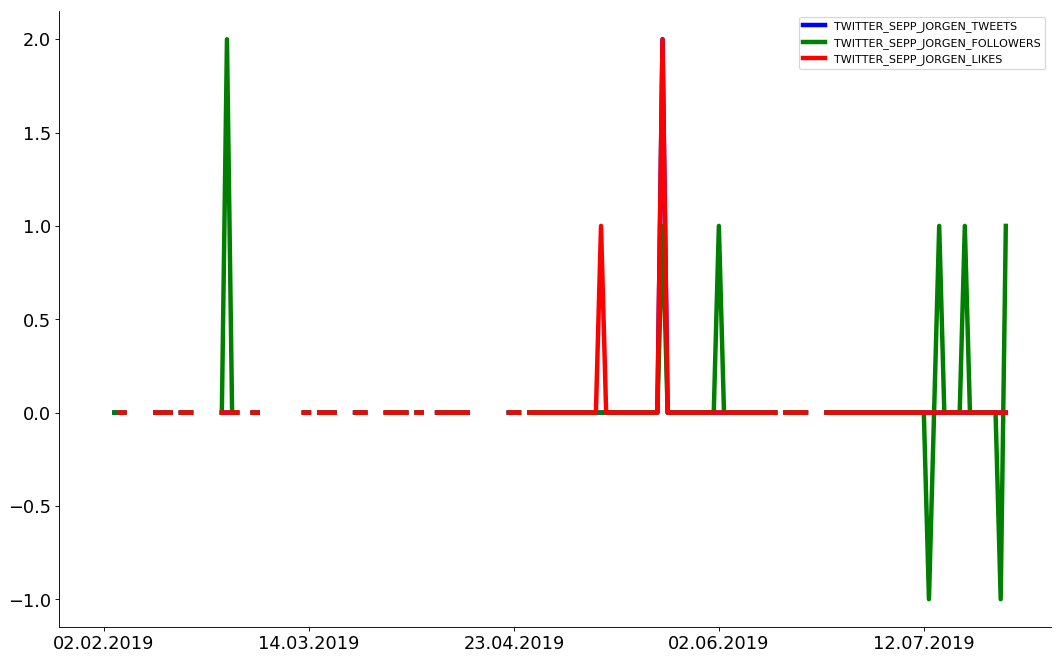 TWITTER_SEPP_JORGEN_TWEETS
TWITTER_SEPP_JORGEN_FOLLOWERS
TWITTER_SEPP_JORGEN_LIKES
2.0
1.5
1.0
0.5
0.0
−0.5
−1.0
02.02.2019 14.03.2019 23.04.2019 02.06.2019 12.07.2019